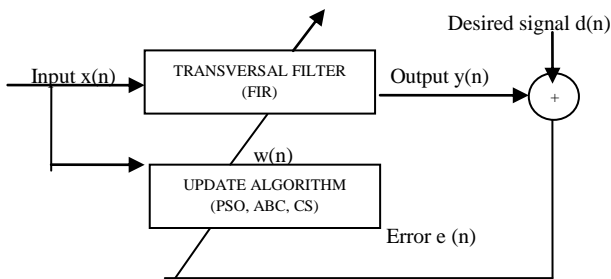 Desired signal d(n)
Input x(n)
TRANSVERSAL FILTER
(FIR)
Output y(n)
+
w(n)
UPDATE ALGORITHM
(PSO, ABC, CS)
Error e (n)